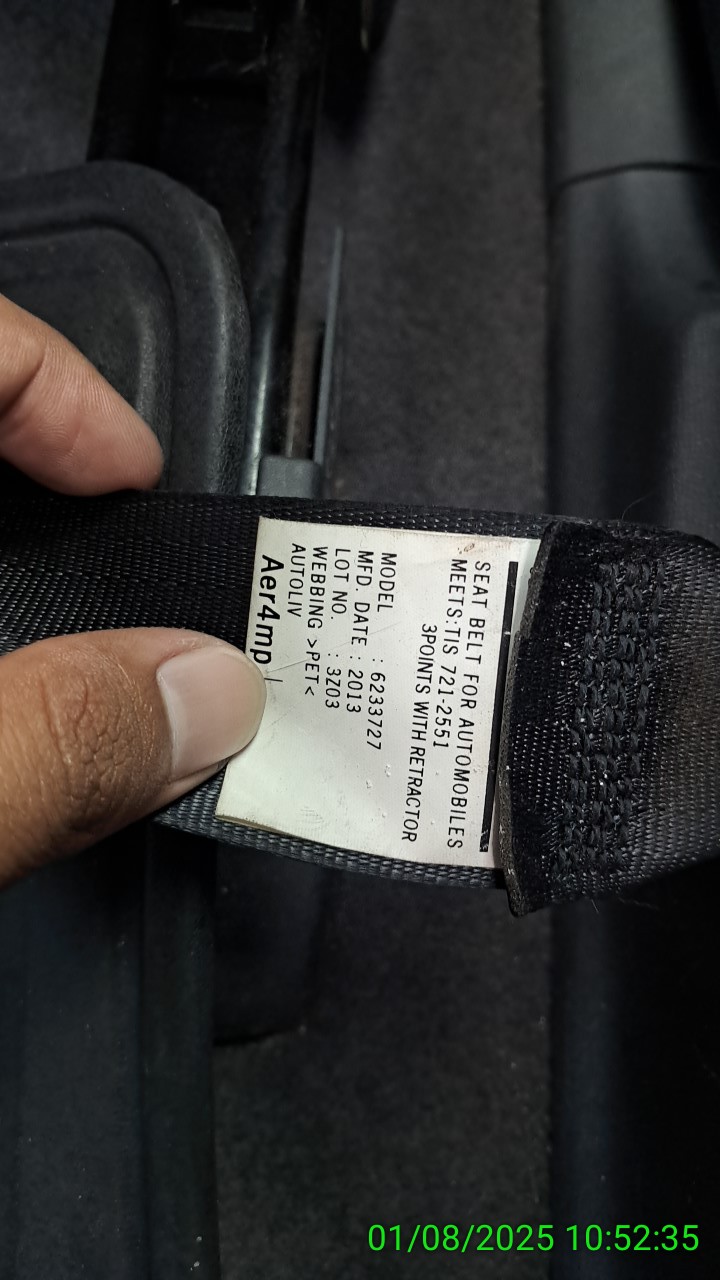 SEAT BELT FOR AUTOMOBILES
MEETS:TIS 721-2551
3POINTS WITH RETRACTOR
MODEL : 6233727
MFD. DATE : 2013
LOT NO. : 3Z03
WEBBING >PET<
AUTOLIV
Aer4mp
01/08/2025 10:52:35